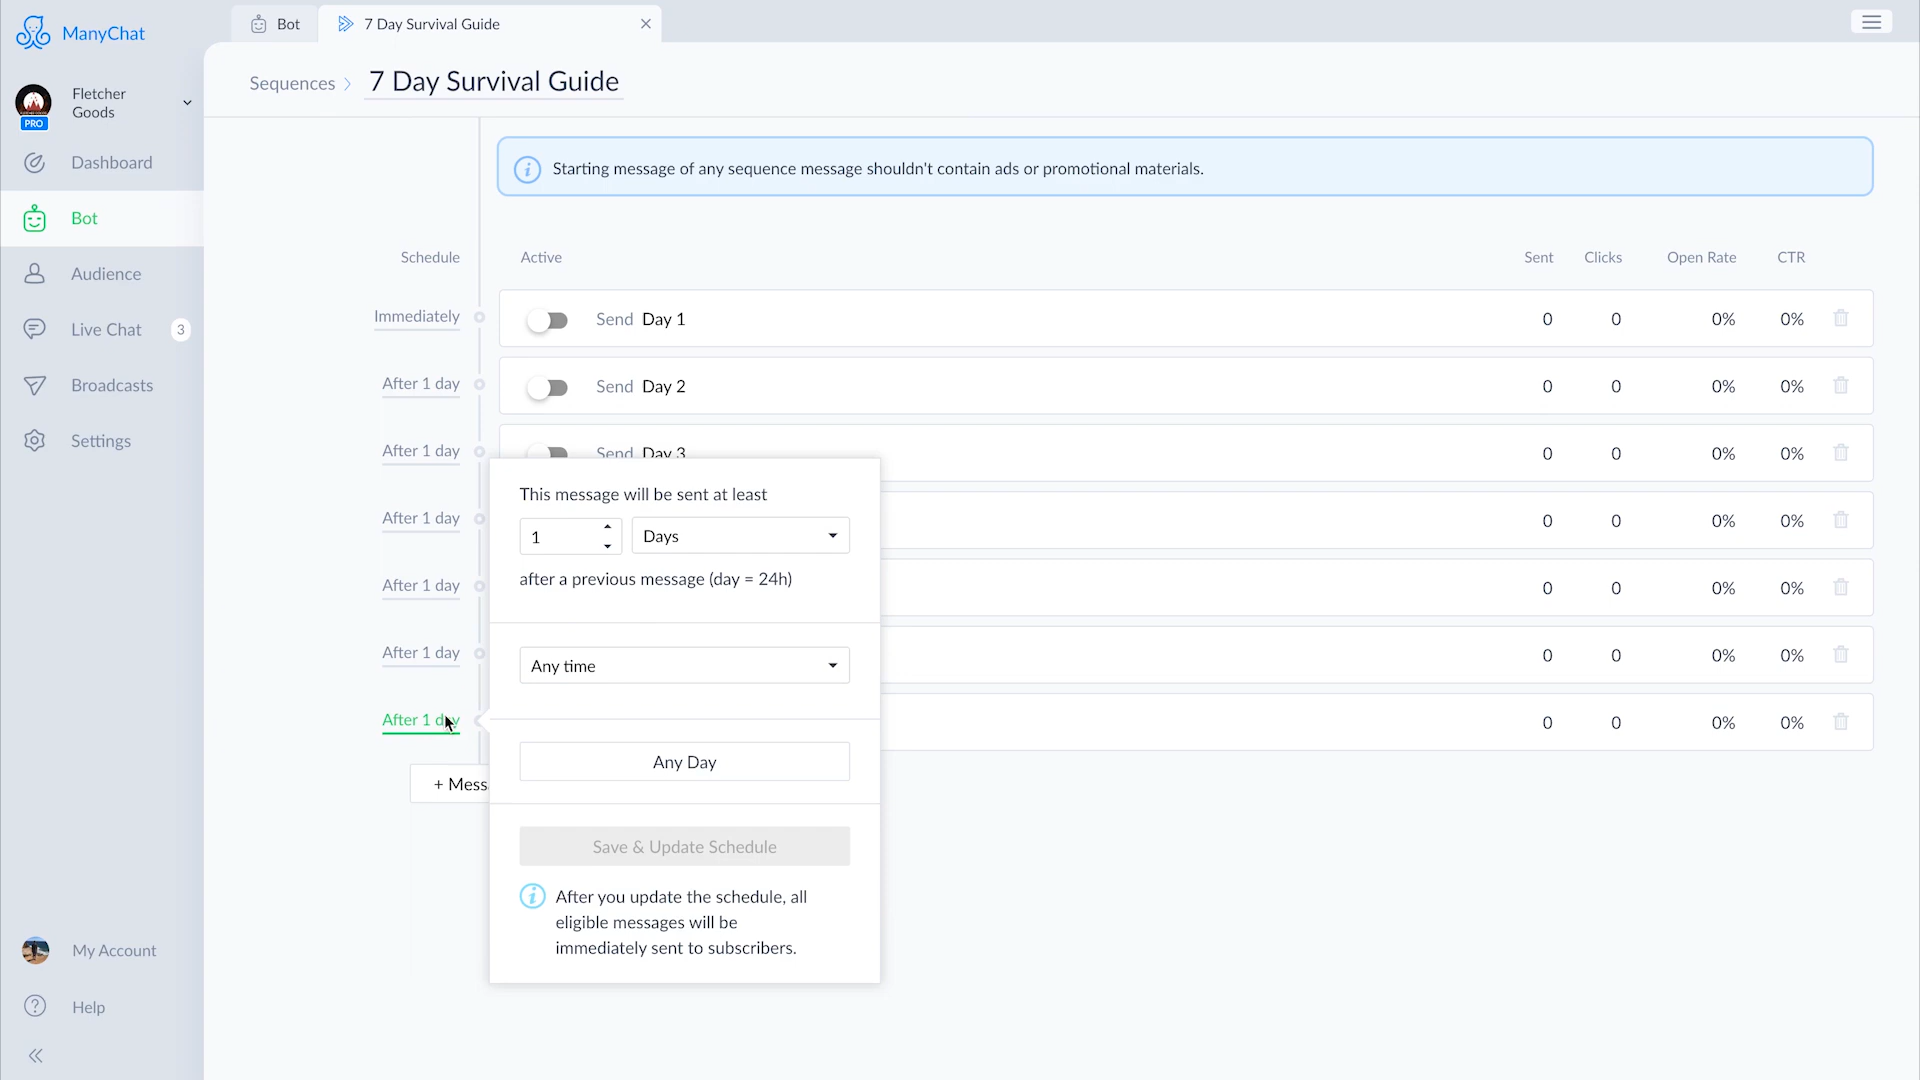 ManyChat
Bot
7 Day Survival Guide
Fletcher
Goods
PRO
Sequences
7 Day Survival Guide
Dashboard
Bot
Audience
Live Chat
3
Broadcasts
Settings
My Account
Help
Starting message of any sequence message shouldn't contain ads or promotional materials.
Schedule
Active
Sent
Clicks
Open Rate
CTR
Immediately
Send Day 1
0
0
0%
0%
After 1 day
Send Day 2
0
0
0%
0%
After 1 day
Send Day 3
0
0
0%
0%
After 1 day
0
0
0%
0%
After 1 day
0
0
0%
0%
After 1 day
0
0
0%
0%
After 1 day
0
0
0%
0%
+ Mess
This message will be sent at least
1
Days
after a previous message (day = 24h)
Any time
Any Day
Save & Update Schedule
After you update the schedule, all
eligible messages will be
immediately sent to subscribers.